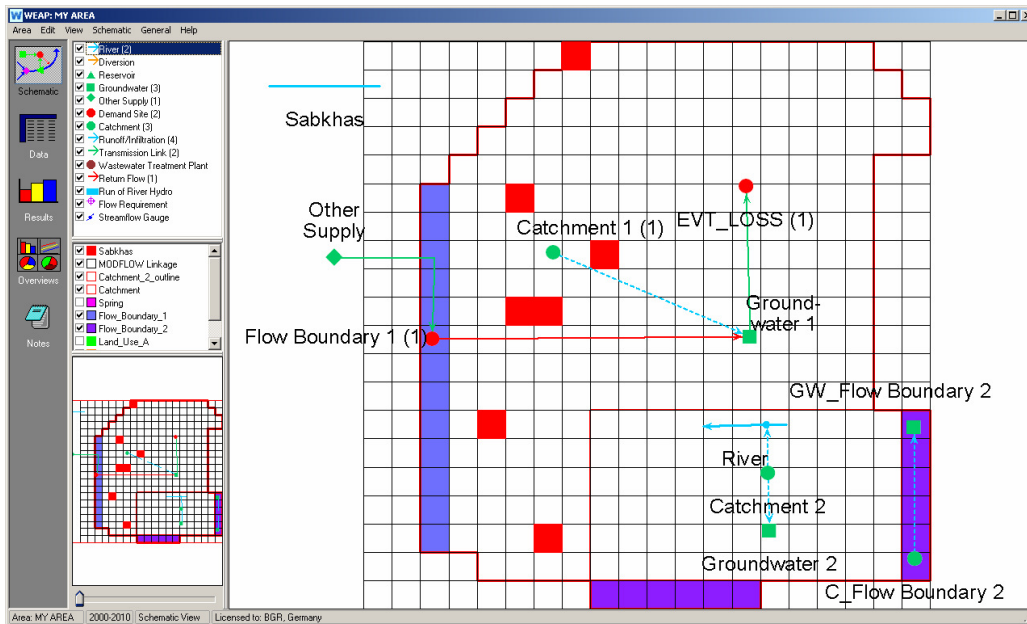 WEAP: MY AREA
Area Edit View Schematic General Help
Schematic
Data
Results
Overviews
Notes
River (2)
Diversion
Reservoir
Groundwater (3)
Other Supply (1)
Demand Site (2)
Catchment (3)
Runoff/Infiltration (4)
Transmission Link (2)
Wastewater Treatment Plant
Return Flow (1)
Run of River Hydro
Flow Requirement
Streamflow Gauge
Sabkhas
MODFLOW Linkage
Catchment_2_outline
Catchment
Spring
Flow_Boundary_1
Flow_Boundary_2
Land_Use_A
Sabkhas
Other
Supply
Catchment 1 (1)
EVT_LOSS (1)
Ground-
water 1
Flow Boundary 1 (1)
GW_Flow Boundary 2
River
Catchment 2
Groundwater 2
C_Flow Boundary 2
Area: MY AREA 2000-2010 Schematic View Licensed to: BGR, Germany